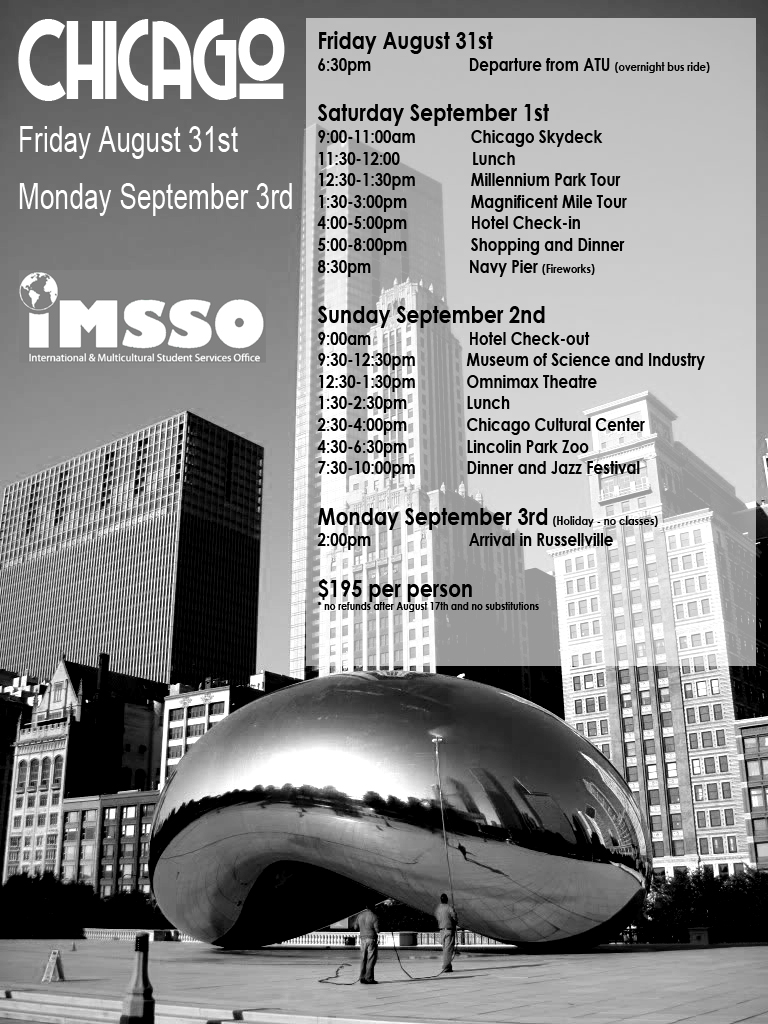 CHICAGO
Friday August 31st
Monday September 3rd
iMSSO
International & Multicultural Student Services Office
Friday August 31st
6:30pm Departure from ATU (overnight bus ride)
Saturday September 1st
9:00-11:00am Chicago Skydeck
11:30-12:00 Lunch
12:30-1:30pm Millennium Park Tour
1:30-3:00pm Magnificent Mile Tour
4:00-5:00pm Hotel Check-in
5:00-8:00pm Shopping and Dinner
8:30pm Navy Pier (Fireworks)
Sunday September 2nd
9:00am Hotel Check-out
9:30-12:30pm Museum of Science and Industry
12:30-1:30pm Omnimax Theatre
1:30-2:30pm Lunch
2:30-4:00pm Chicago Cultural Center
4:30-6:30pm Lincolin Park Zoo
7:30-10:00pm Dinner and Jazz Festival
Monday September 3rd (Holiday - no classes)
2:00pm Arrival in Russellville
$195 per person
* no refunds after August 17th and no substitutions